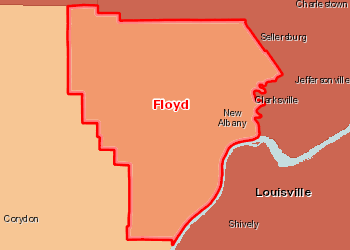 Charlestown
Sellersburg
Jeffersonville
Clarksville
Floyd
New
Albany
Louisville
Corydon
Shively